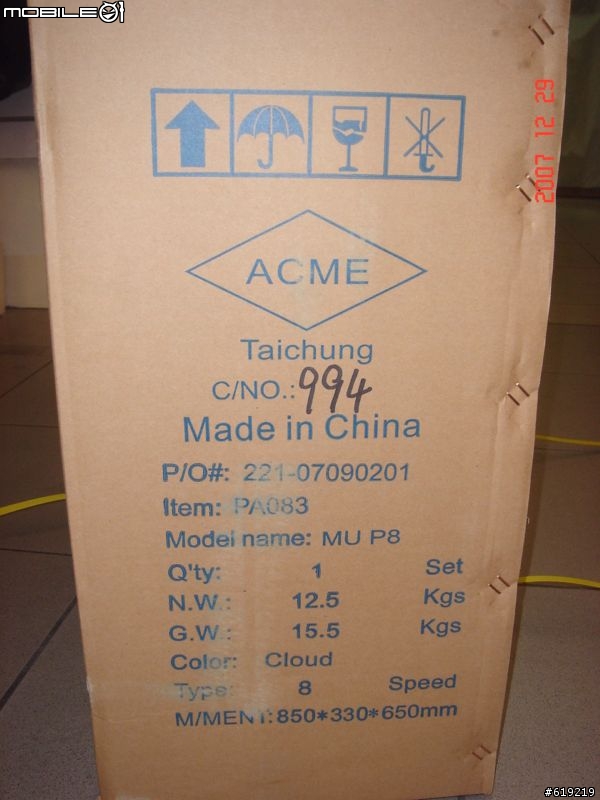 MOBILE01
2007 12 29
ACME
Taichung
C/NO.: 994
Made in China
P/O#: 221-07090201
Item: PA083
Model name: MU P8
Q'ty: 1 Set
N.W.: 12.5 Kgs
G.W.: 15.5 Kgs
Color: Cloud
Type: 8 Speed
M/MENT: 850*330*650mm
#619219